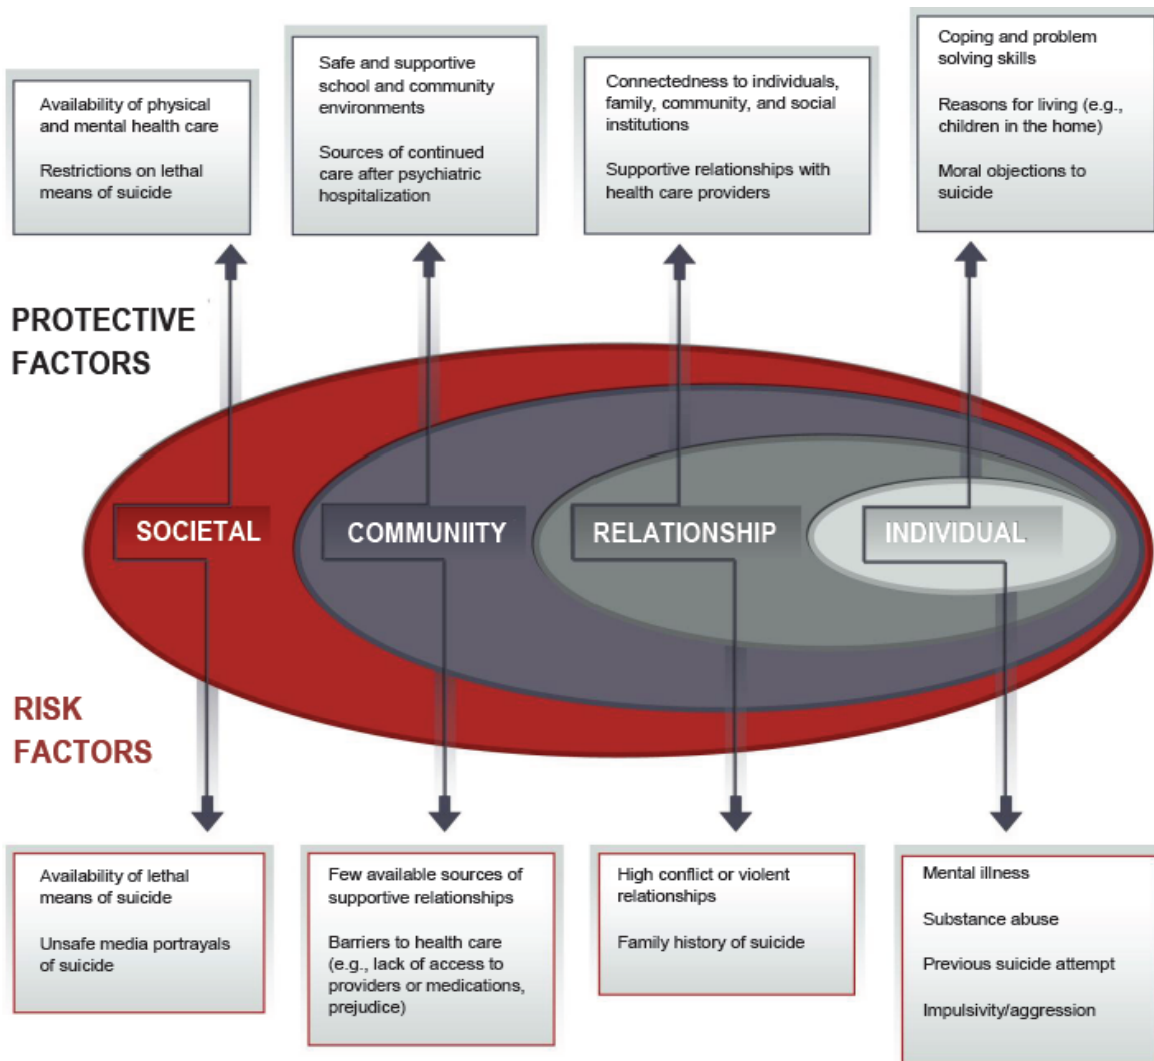 Availability of physical
and mental health care
Restrictions on lethal
means of suicide
Safe and supportive
school and community
environments
Sources of continued
care after psychiatric
hospitalization
Connectedness to individuals,
family, community, and social
institutions
Supportive relationships with
health care providers
Coping and problem
solving skills
Reasons for living (e.g.,
children in the home)
Moral objections to
suicide
PROTECTIVE
FACTORS
SOCIETAL
COMMUNIITY
RELATIONSHIP
INDIVIDUAL
RISK
FACTORS
Availability of lethal
means of suicide
Unsafe media portrayals
of suicide
Few available sources of
supportive relationships
Barriers to health care
(e.g., lack of access to
providers or medications,
prejudice)
High conflict or violent
relationships
Family history of suicide
Mental illness
Substance abuse
Previous suicide attempt
Impulsivity/aggression